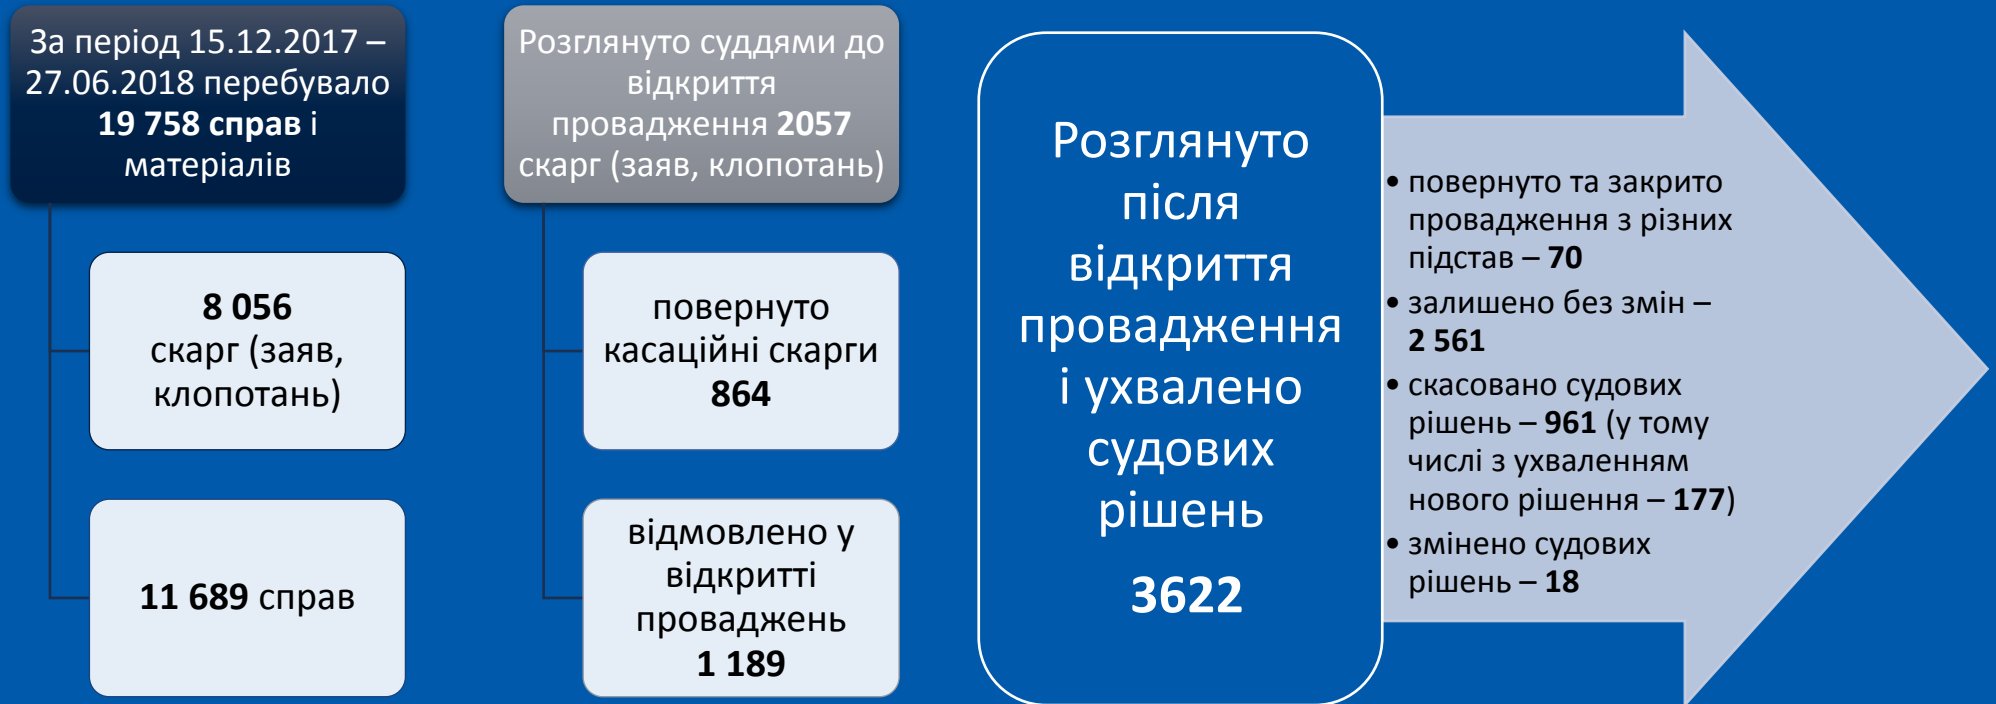 За період 15.12.2017 –
27.06.2018 перебувало
19 758 справ і
матеріалів
8 056
скарг (заяв,
клопотань)
11 689 справ
Розглянуто суддями до
відкриття
провадження 2057
скарг (заяв, клопотань)
повернуто
касаційні скарги
864
відмовлено у
відкритті
проваджень
1 189
Розглянуто
після
відкриття
провадження
і ухвалено
судових
рішень
3622
• повернуто та закрито
провадження з різних
підстав – 70
• залишено без змін –
2 561
• скасовано судових
рішень – 961 (у тому
числі з ухваленням
нового рішення – 177)
• змінено судових
рішень – 18